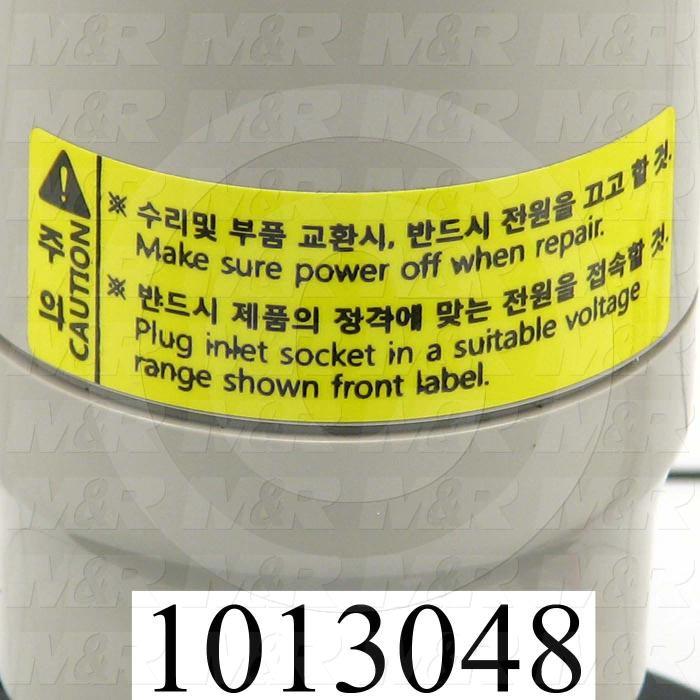 주의
CAUTION
※ 수리및 부품 교환시, 반드시 전원을 끄고 할 것.
Make sure power off when repair.
※ 반드시 제품의 정격에 맞는 전원을 접속할 것.
Plug inlet socket in a suitable voltage
range shown front label.
M&R
1013048